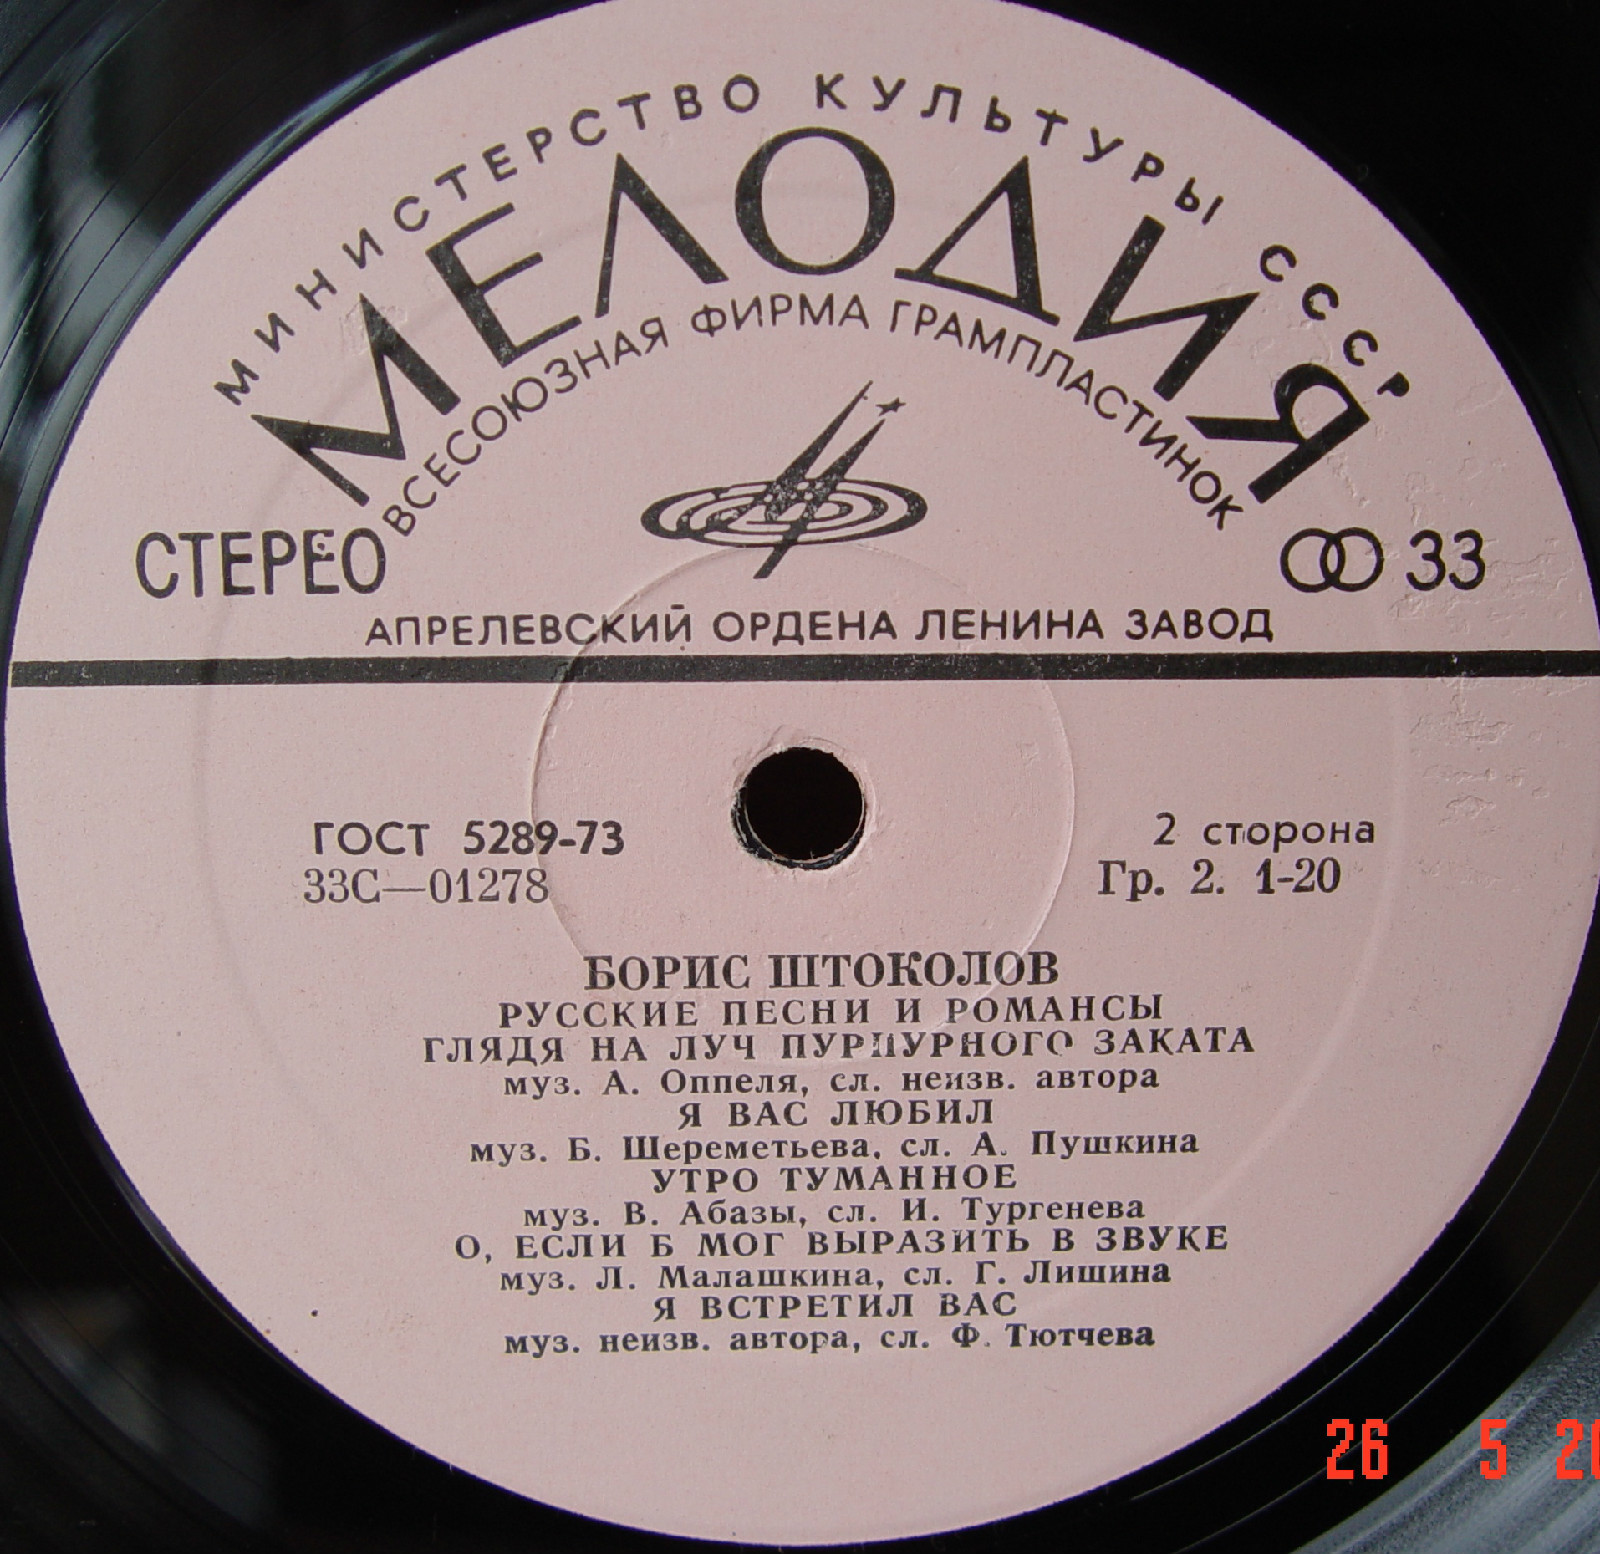 МИНИСТЕРСТВО КУЛЬТУРЫ СССР
МЕЛОДИЯ
ВСЕСОЮЗНАЯ ФИРМА ГРАМПЛАСТИНОК
СТЕРЕО 33
АПРЕЛЕВСКИЙ ОРДЕНА ЛЕНИНА ЗАВОД
ГОСТ 5289-73 2 сторона
33С—01278 Гр. 2. 1-20
БОРИС ШТОКОЛОВ
РУССКИЕ ПЕСНИ И РОМАНСЫ
ГЛЯДЯ НА ЛУЧ ПУРПУРНОГО ЗАКАТА
муз. А. Оппеля, сл. неизв. автора
Я ВАС ЛЮБИЛ
муз. Б. Шереметьева, сл. А. Пушкина
УТРО ТУМАННОЕ
муз. В. Абазы, сл. И. Тургенева
О, ЕСЛИ Б МОГ ВЫРАЗИТЬ В ЗВУКЕ
муз. Л. Малашкина, сл. Г. Лишина
Я ВСТРЕТИЛ ВАС
муз. неизв. автора, сл. Ф. Тютчева
26 5 20